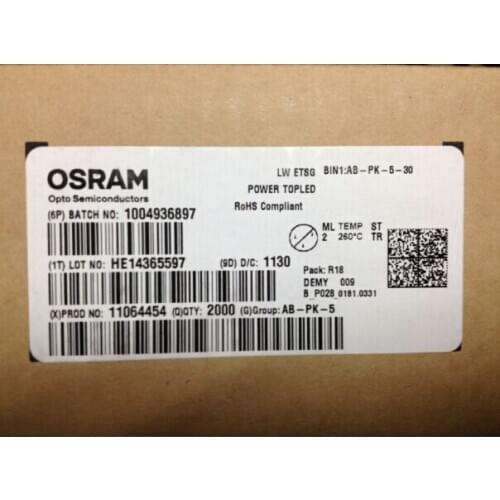 OSRAM
Opto Semiconductors
LW ETSG BIN1:AB-PK-5-30
POWER TOPLED
RoHS Compliant
(6P) BATCH NO: 1004936897
ML TEMP ST
2 260°C TR
(1T) LOT NO: HE14365597 (9D) D/C: 1130
Pack: R18
DEMY 009
B_P028_0181.0331
(X)PROD NO: 11064454 (Q)QTY: 2000 (G)Group: AB-PK-5